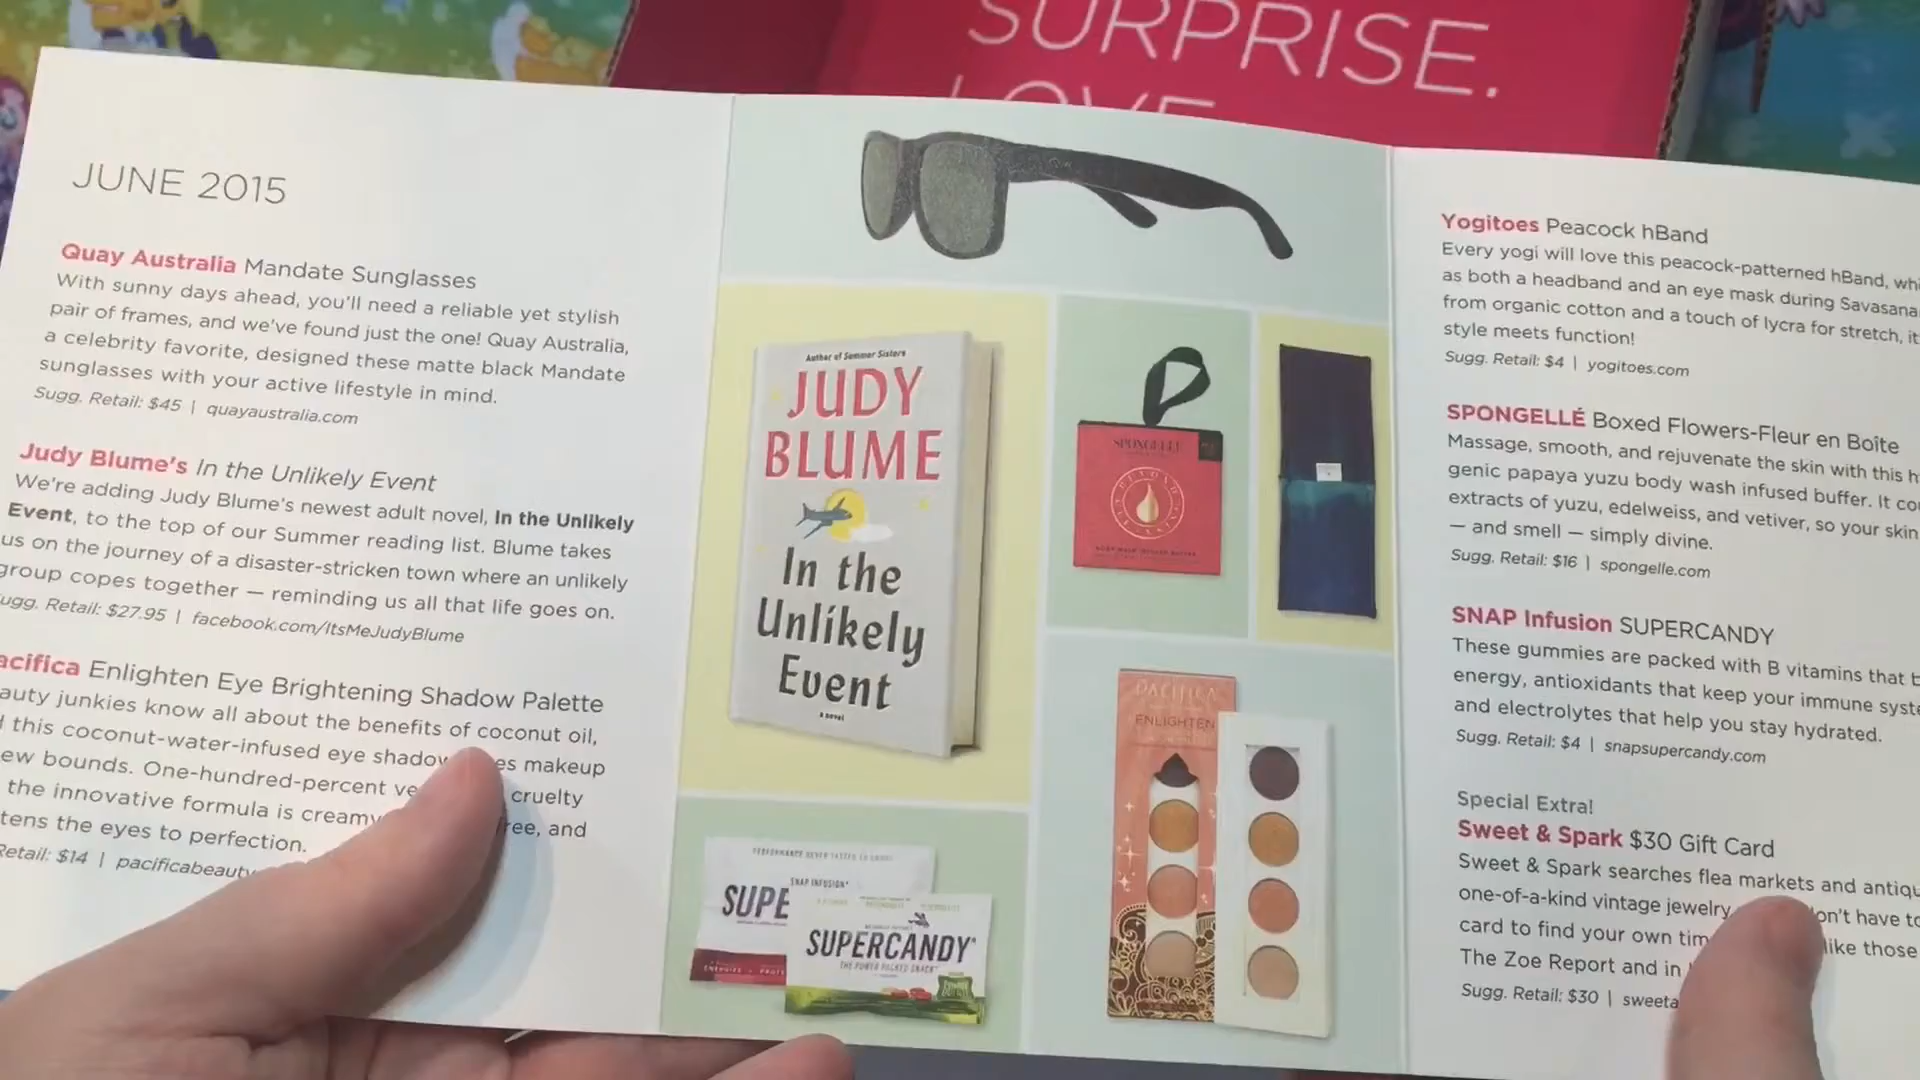 SURPRISE.
LOVE
JUNE 2015
Quay Australia Mandate Sunglasses
With sunny days ahead, you'll need a reliable yet stylish
pair of frames, and we've found just the one! Quay Australia,
a celebrity favorite, designed these matte black Mandate
sunglasses with your active lifestyle in mind.
Sugg. Retail: $45 | quayaustralia.com
Judy Blume's In the Unlikely Event
We're adding Judy Blume's newest adult novel, In the Unlikely
Event, to the top of our Summer reading list. Blume takes
us on the journey of a disaster-stricken town where an unlikely
group copes together — reminding us all that life goes on.
ugg. Retail: $27.95 | facebook.com/ItsMeJudyBlume
acifica Enlighten Eye Brightening Shadow Palette
auty junkies know all about the benefits of coconut oil,
this coconut-water-infused eye shadow es makeup
ew bounds. One-hundred-percent ve cruelty
the innovative formula is creamy ree, and
tens the eyes to perfection.
Retail: $14 | pacificabeauty
Author of Summer Sisters
JUDY
BLUME
In the
Unlikely
Event
a novel
SPONGELLÉ
PACIFICA
ENLIGHTEN
SNAP INFUSION
SUPE
SUPERCANDY
THE POWER PACKED SNACK
Yogitoes Peacock hBand
Every yogi will love this peacock-patterned hBand, whi
as both a headband and an eye mask during Savasana
from organic cotton and a touch of lycra for stretch, it
style meets function!
Sugg. Retail: $4 | yogitoes.com
SPONGELLÉ Boxed Flowers-Fleur en Boîte
Massage, smooth, and rejuvenate the skin with this h
genic papaya yuzu body wash infused buffer. It co
extracts of yuzu, edelweiss, and vetiver, so your skin
— and smell — simply divine.
Sugg. Retail: $16 | spongelle.com
SNAP Infusion SUPERCANDY
These gummies are packed with B vitamins that b
energy, antioxidants that keep your immune syste
and electrolytes that help you stay hydrated.
Sugg. Retail: $4 | snapsupercandy.com
Special Extra!
Sweet & Spark $30 Gift Card
Sweet & Spark searches flea markets and antiqu
one-of-a-kind vintage jewelry on't have to
card to find your own tim like those
The Zoe Report and in
Sugg. Retail: $30 | sweeta